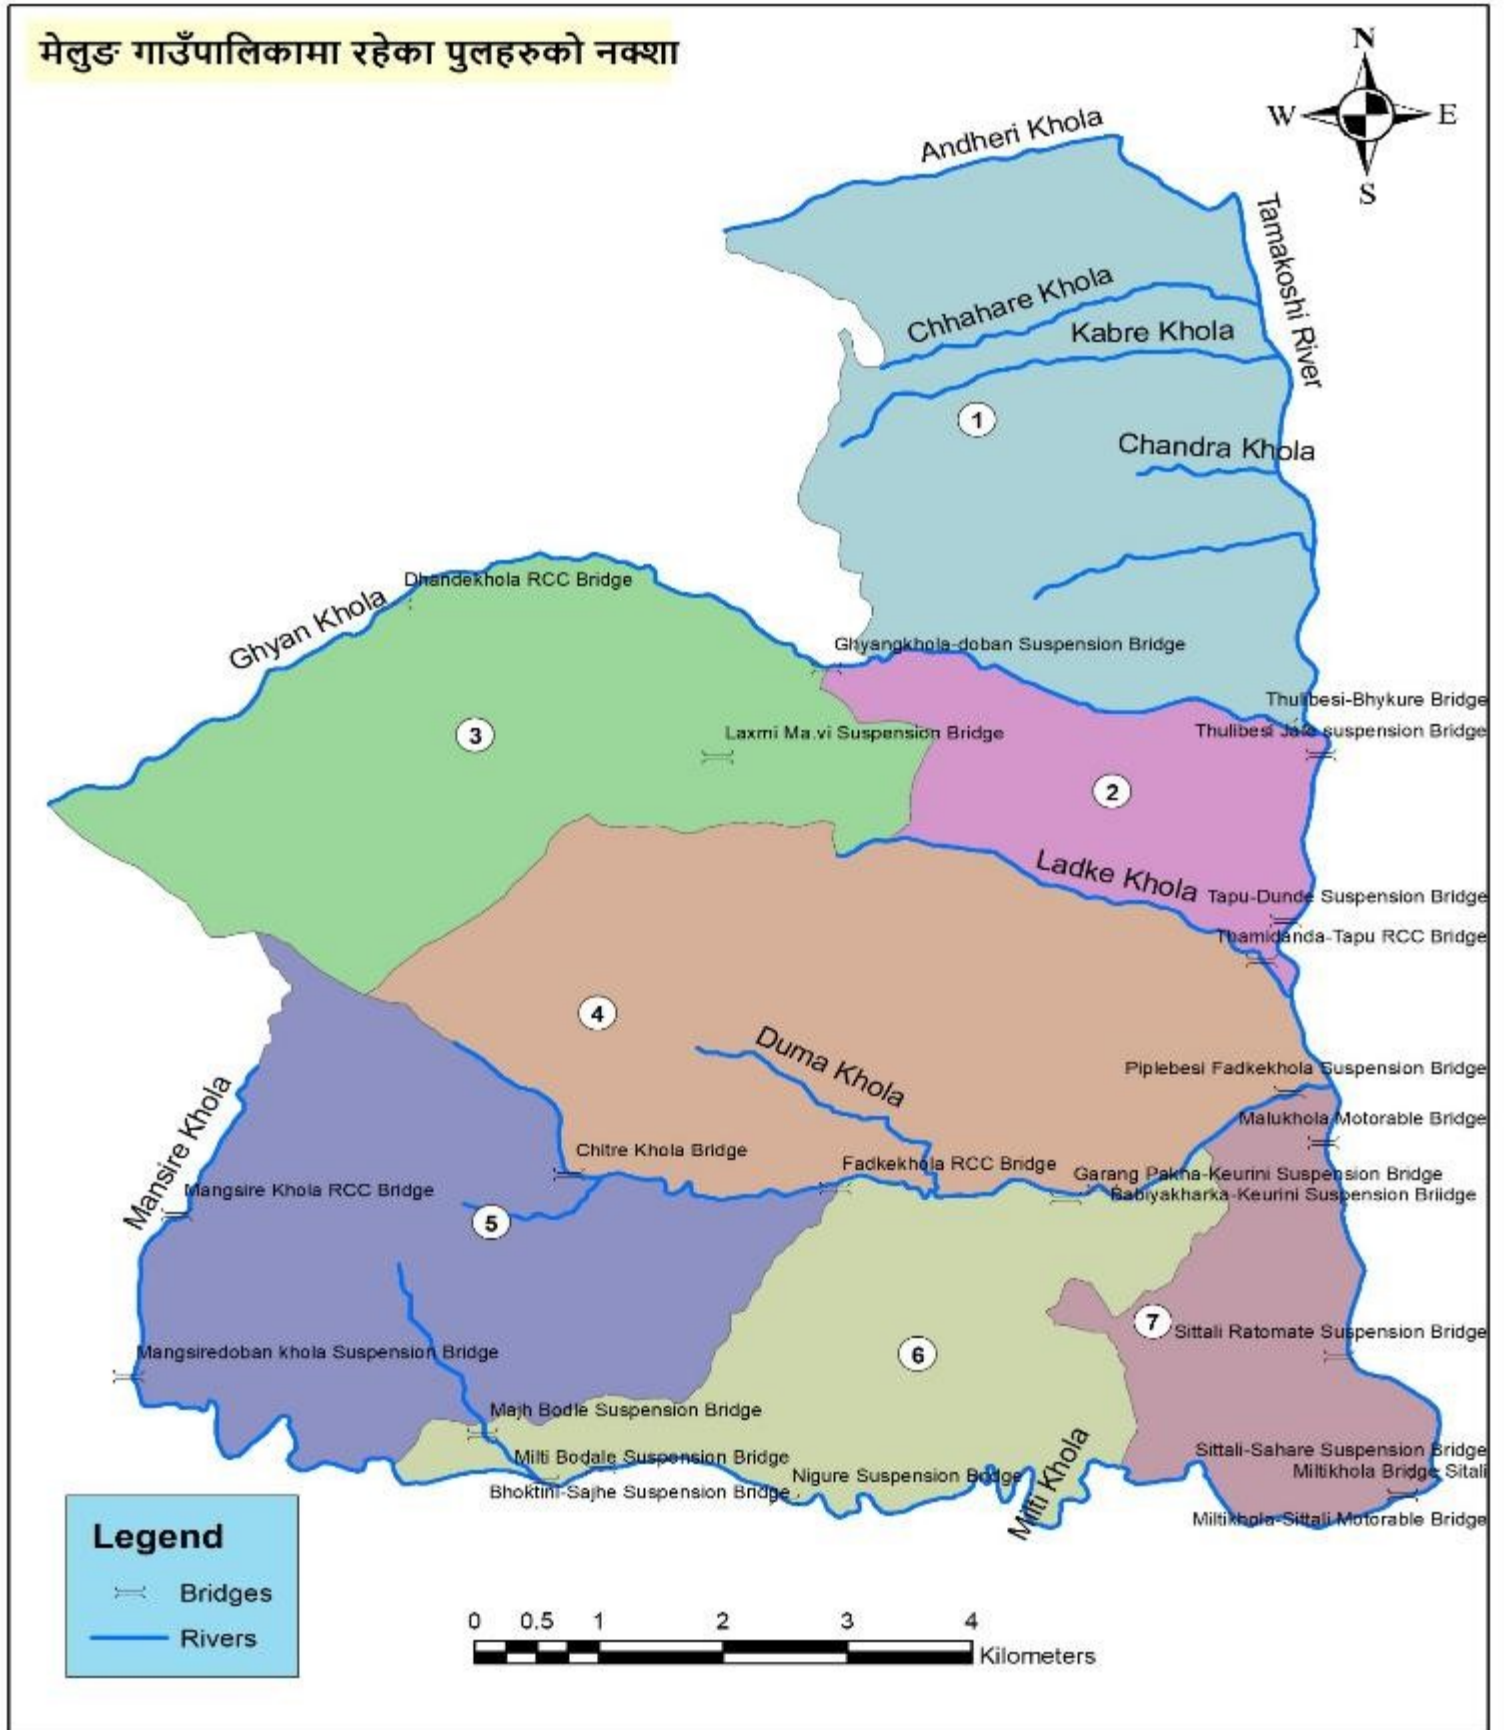 मेलुङ गाउँपालिकामा रहेका पुलहरुको नक्शा
N
W
E
S
Andheri Khola
Tamakoshi River
Chhahare Khola
Kabre Khola
1
Chandra Khola
Dhandekhola RCC Bridge
Ghyan Khola
Ghyangkhola-doban Suspension Bridge
Thulibesi-Bhykure Bridge
Thulibesi Jafe suspension Bridge
Laxmi Ma.vi Suspension Bridge
3
2
Ladke Khola
Tapu-Dunde Suspension Bridge
Thamidanda-Tapu RCC Bridge
4
Duma Khola
Piplebesi Fadkekhola Suspension Bridge
Malukhola Motorable Bridge
Mansire Khola
Chitre Khola Bridge
Fadkekhola RCC Bridge
Garang Pakha-Keurini Suspension Bridge
Babiyakharka-Keurini Suspension Briidge
Mangsire Khola RCC Bridge
5
7
Sittali Ratomate Suspension Bridge
6
Mangsiredoban khola Suspension Bridge
Majh Bodle Suspension Bridge
Milti Bodale Suspension Bridge
Bhoktini-Sajhe Suspension Bridge
Nigure Suspension Bridge
Milti Khola
Sittali-Sahare Suspension Bridge
Miltikhola Bridge Sitali
Miltikhola-Sittali Motorable Bridge
Legend
Bridges
Rivers
0 0.5 1 2 3 4
Kilometers